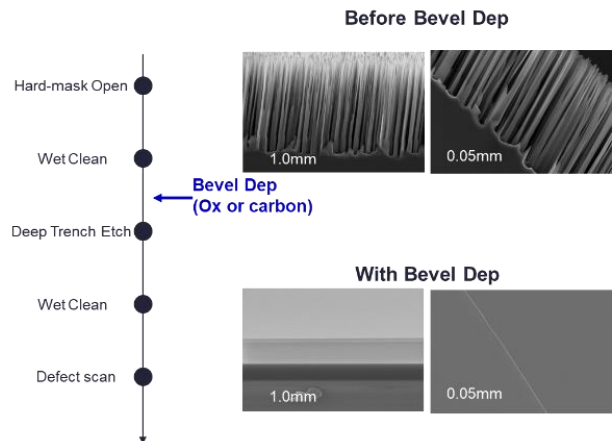 Before Bevel Dep
Hard-mask Open
1.0mm
0.05mm
Wet Clean
Bevel Dep
(Ox or carbon)
Deep Trench Etch
With Bevel Dep
Wet Clean
Defect scan
1.0mm
0.05mm